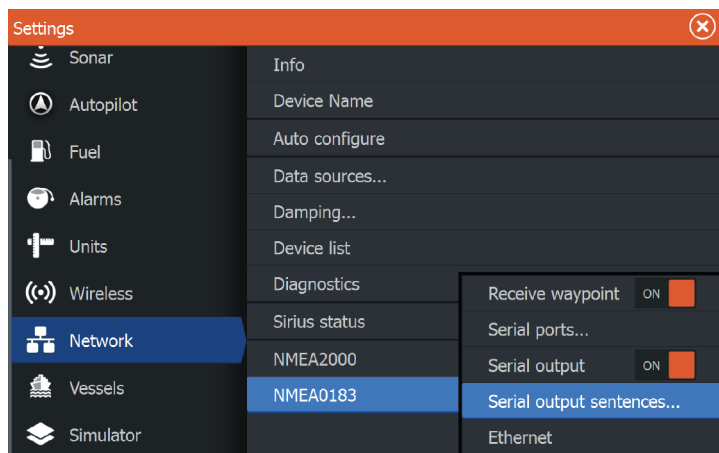 Settings
Sonar
Autopilot
Fuel
Alarms
Units
Wireless
Network
Vessels
Simulator
Info
Device Name
Auto configure
Data sources...
Damping...
Device list
Diagnostics
Sirius status
NMEA2000
NMEA0183
Receive waypoint ON
Serial ports...
Serial output ON
Serial output sentences...
Ethernet